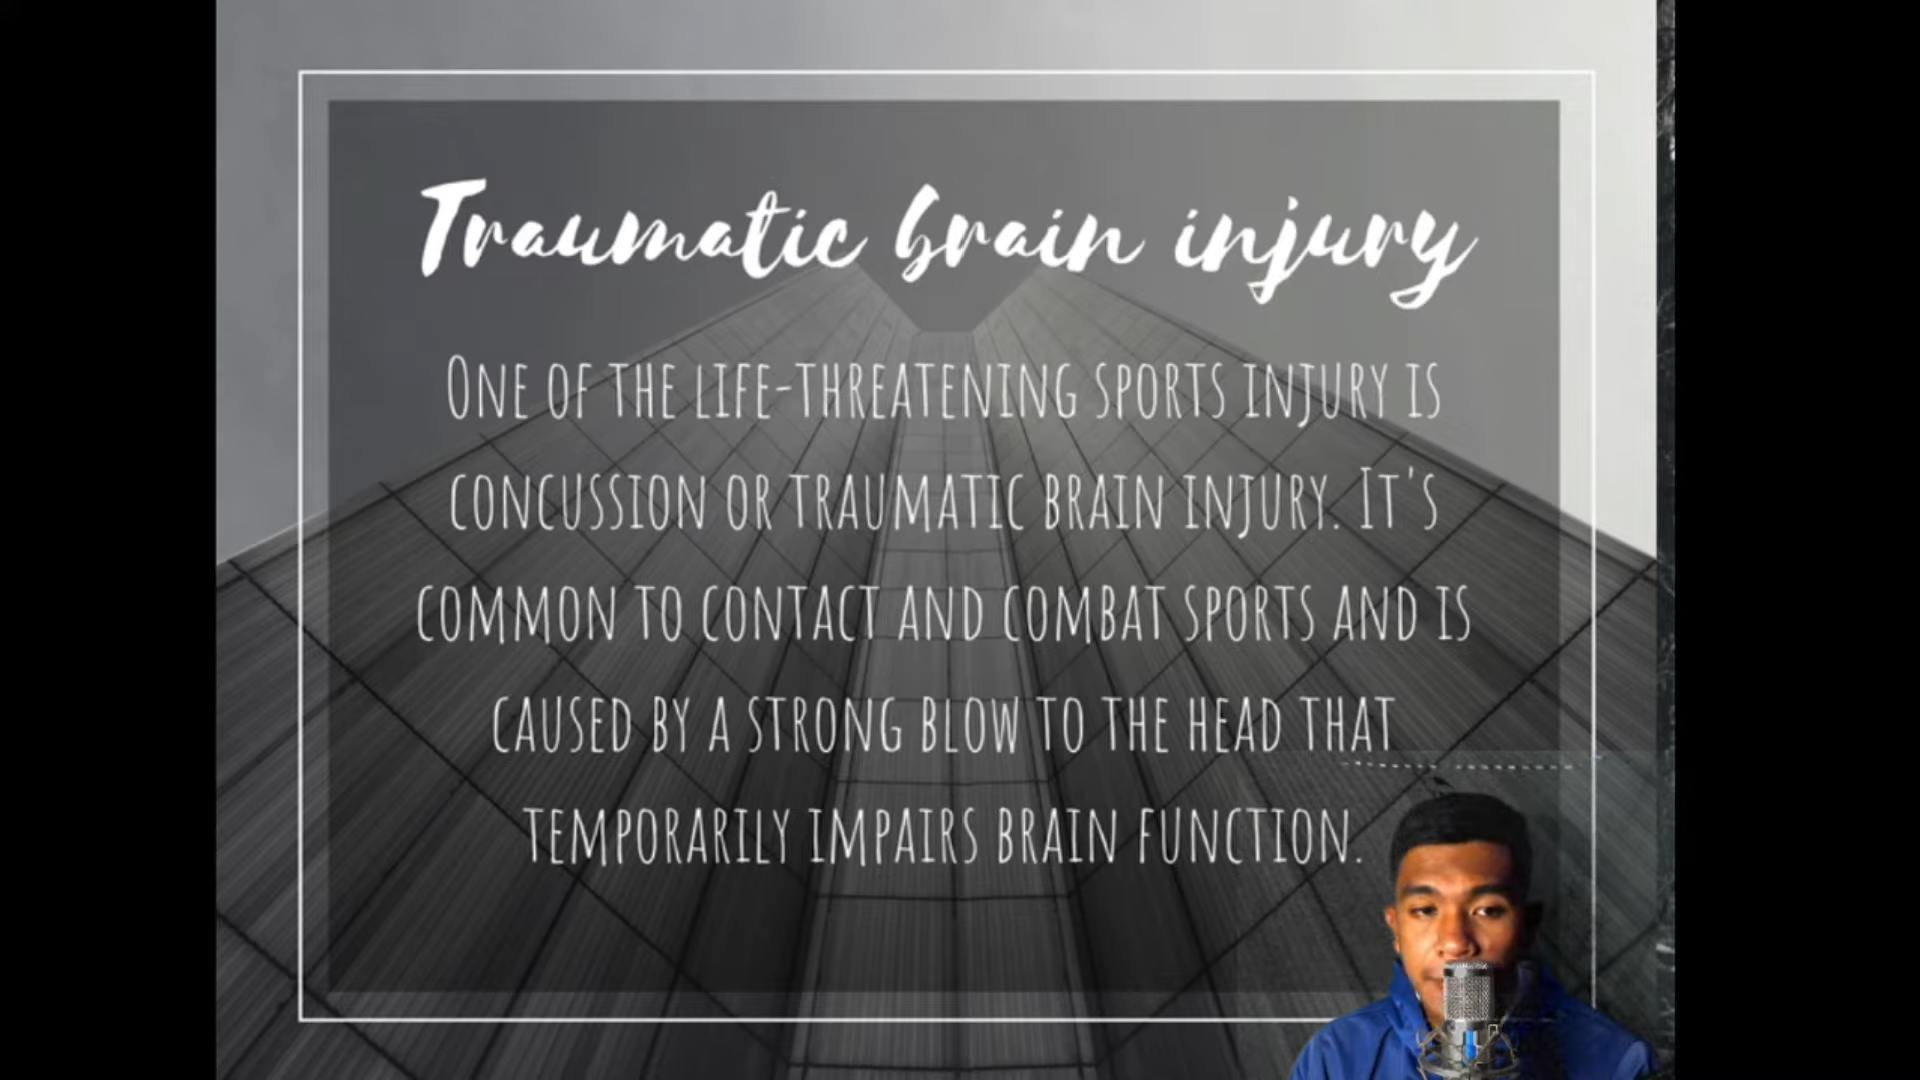 Traumatic brain injury
One of the life-threatening sports injury is
concussion or traumatic brain injury. It's
common to contact and combat sports and is
caused by a strong blow to the head that
temporarily impairs brain function.